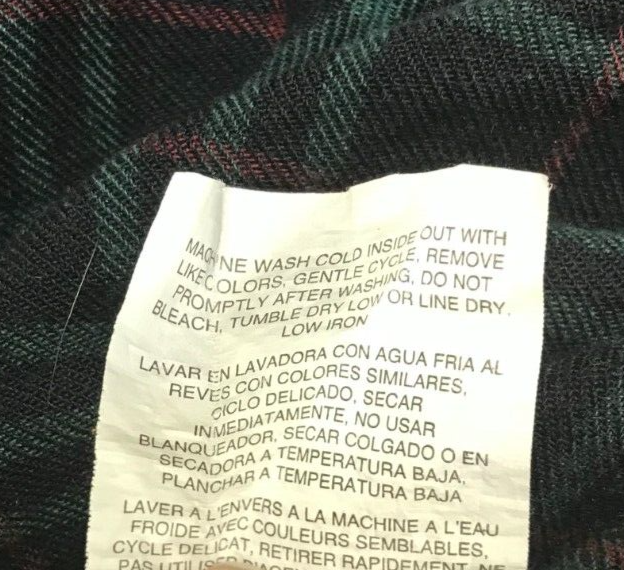 MACHINE WASH COLD INSIDE OUT WITH
LIKE COLORS, GENTLE CYCLE, REMOVE
PROMPTLY AFTER WASHING, DO NOT
BLEACH, TUMBLE DRY LOW OR LINE DRY.
LOW IRON
LAVAR EN LAVADORA CON AGUA FRIA AL
REVES CON COLORES SIMILARES,
CICLO DELICADO, SECAR
INMEDIATAMENTE, NO USAR
BLANQUEADOR, SECAR COLGADO O EN
SECADORA A TEMPERATURA BAJA,
PLANCHAR A TEMPERATURA BAJA
LAVER A L'ENVERS A LA MACHINE A L'EAU
FROIDE AVEC COULEURS SEMBLABLES,
CYCLE DELICAT, RETIRER RAPIDEMENT, NE
PAS UTILISER